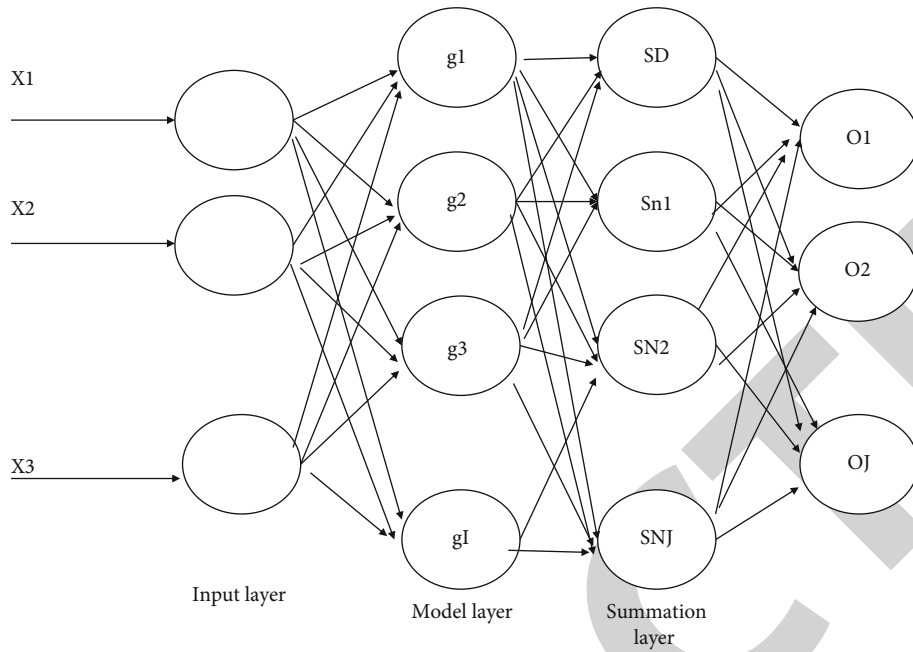 X1
X2
X3
g1
g2
g3
gI
SD
Sn1
SN2
SNJ
O1
O2
OJ
Input layer
Model layer
Summation
layer